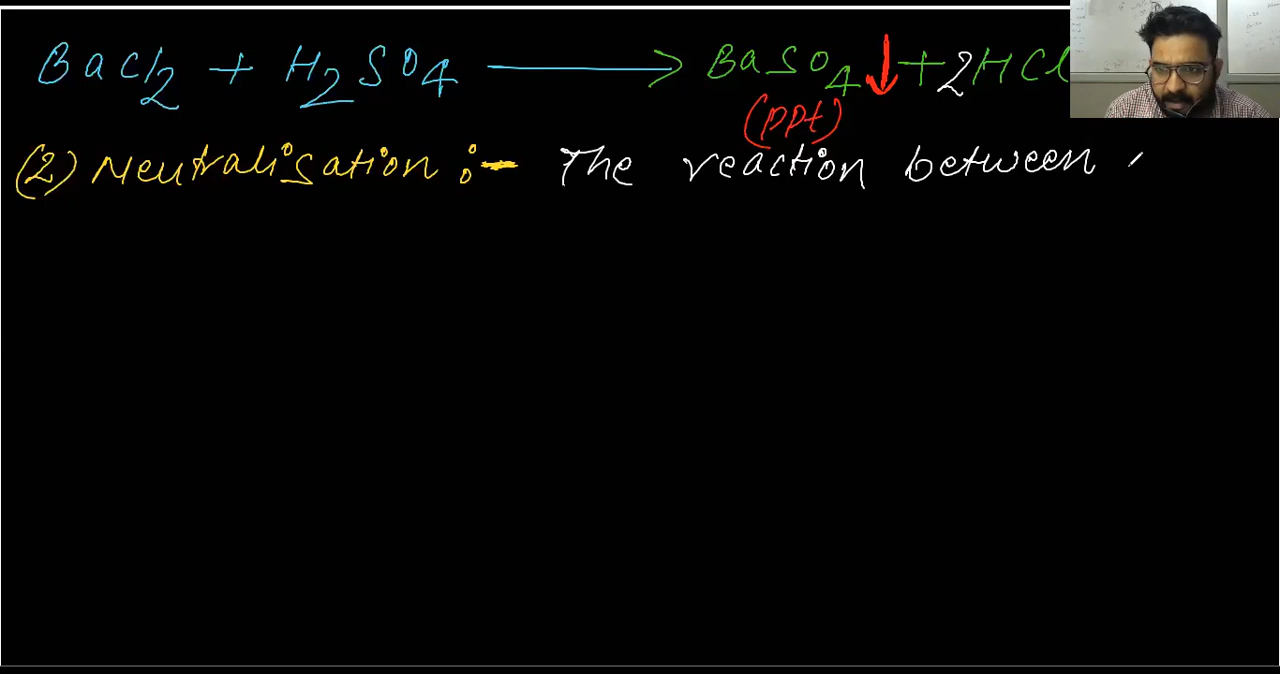 BaCl2 + H2SO4 → BaSO4 ↓ + 2HCl
(ppt)
(2) Neutralisation :- The reaction between